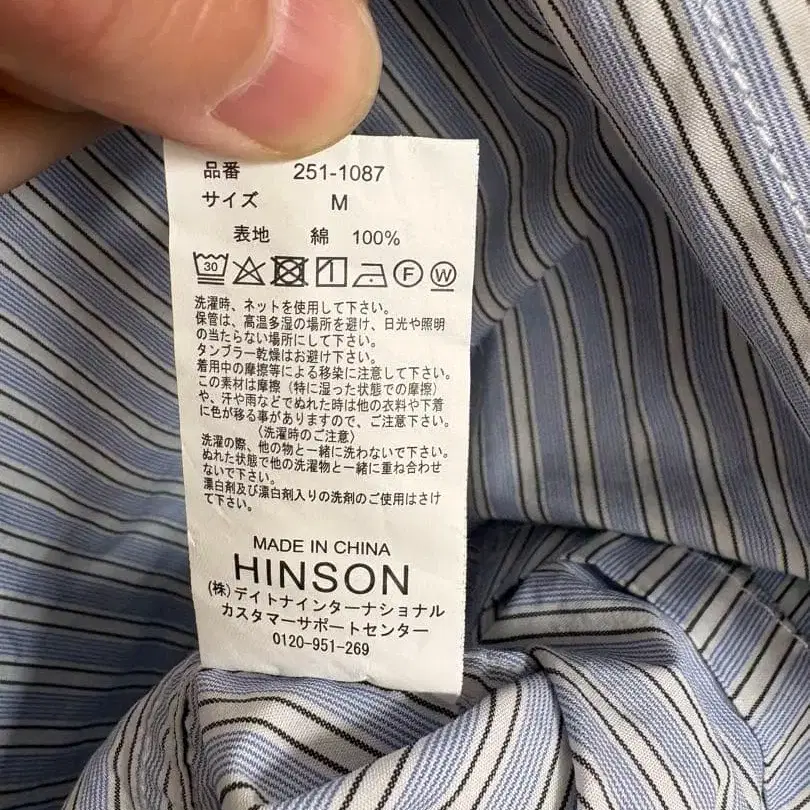 品番 251-1087
サイズ M
表地 綿 100%
30 F W
洗濯時、ネットを使用して下さい。
保管は、高温多湿の場所を避け、日光や照明
の当たらない場所にして下さい。
タンブラー乾燥はお避け下さい。
着用中の摩擦等による移染に注意して下さい。
この素材は摩擦（特に湿った状態での摩擦）
や、汗や雨などでぬれた時は他の衣料や下着
に色が移る事がありますので、ご注意下さい。
〈洗濯時のご注意〉
洗濯の際、他の物と一緒に洗わないで下さい。
ぬれた状態で他の洗濯物と一緒に重ね合わせ
ないで下さい。
漂白剤及び漂白剤入りの洗剤のご使用はさけ
て下さい。
MADE IN CHINA
HINSON
(株)デイトナインターナショナル
カスタマーサポートセンター
0120-951-269